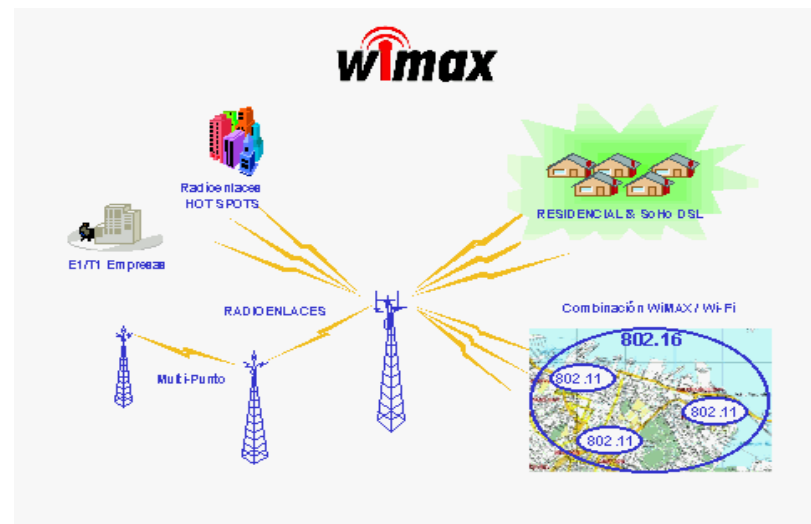 wimax
Radioenlaces
HOT SPOTS
RESIDENCIAL & SoHo DSL
E1/T1 Empresas
RADIOENLACES
Combinación WiMAX / Wi-Fi
802.16
802.11
802.11
802.11
Multi-Punto